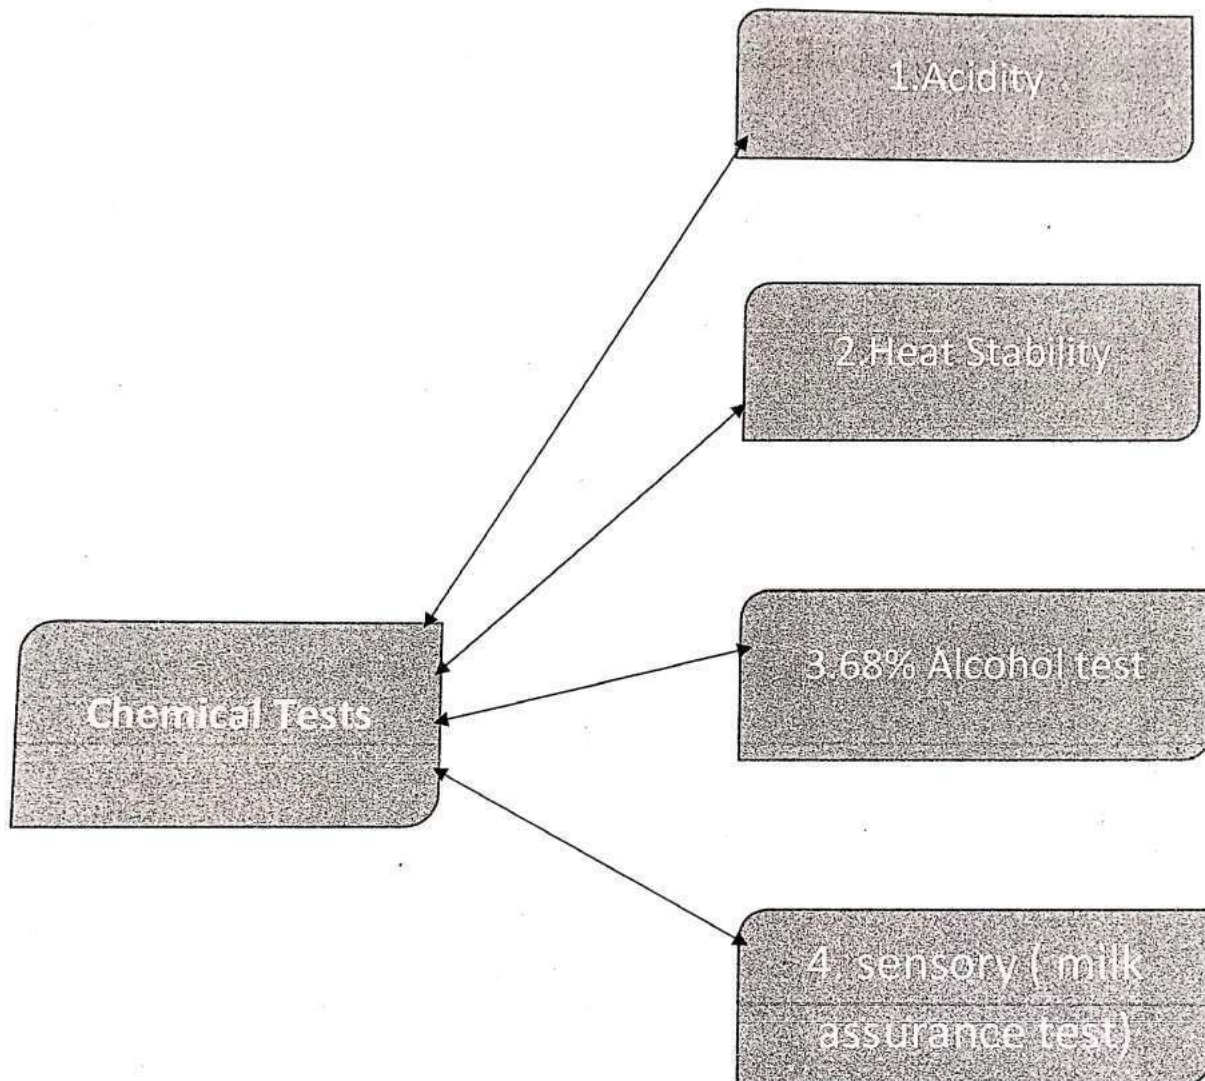 1.Acidity
2.Heat Stability
Chemical Tests
3.68% Alcohol test
4. sensory ( milk
assurance test)